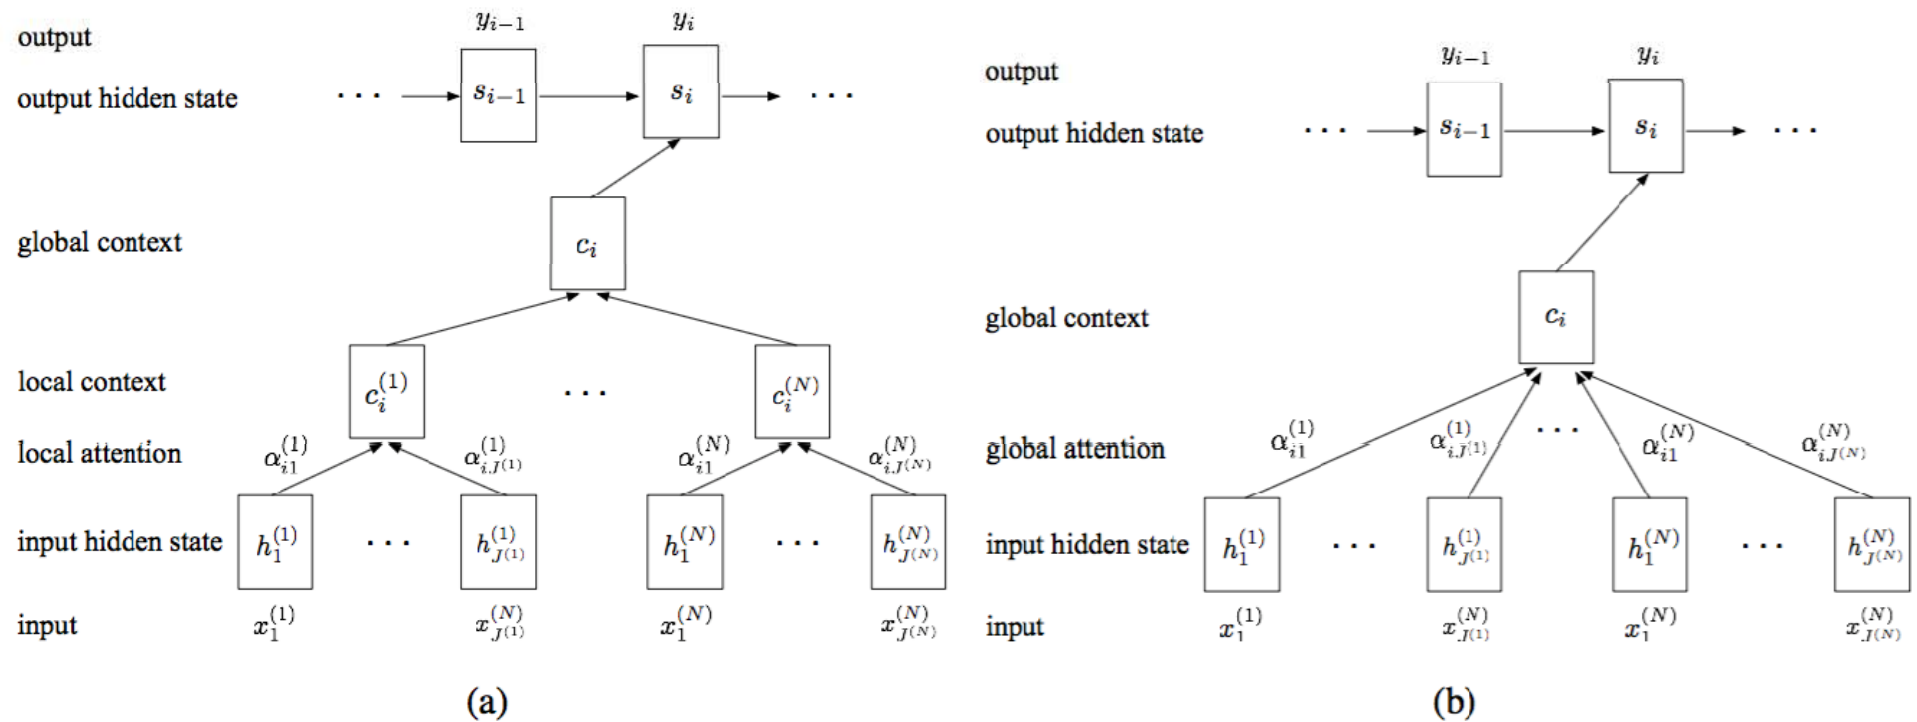 y_{i-1} y_i
output
output hidden state ··· s_{i-1} s_i ···
global context c_i
local context c_i^{(1)} ··· c_i^{(N)}
local attention α_{i1}^{(1)} α_{iJ^{(1)}}^{(1)} α_{i1}^{(N)} α_{iJ^{(N)}}^{(N)}
input hidden state h_1^{(1)} ··· h_{J^{(1)}}^{(1)} h_1^{(N)} ··· h_{J^{(N)}}^{(N)}
input x_1^{(1)} x_{J^{(1)}}^{(N)} x_1^{(N)} x_{J^{(N)}}^{(N)}
(a)
y_{i-1} y_i
output
output hidden state ··· s_{i-1} s_i ···
global context c_i
···
global attention α_{i1}^{(1)} α_{iJ^{(1)}}^{(1)} α_{i1}^{(N)} α_{iJ^{(N)}}^{(N)}
input hidden state h_1^{(1)} ··· h_{J^{(1)}}^{(1)} h_1^{(N)} ··· h_{J^{(N)}}^{(N)}
input x_1^{(1)} x_{J^{(1)}}^{(N)} x_1^{(N)} x_{J^{(N)}}^{(N)}
(b)